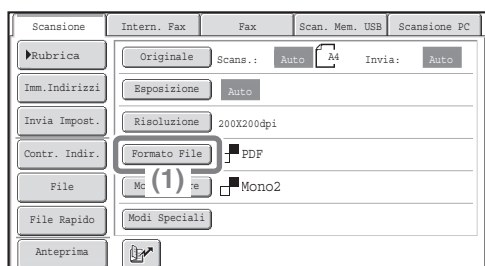 Scansione Intern. Fax Fax Scan. Mem. USB Scansione PC
Rubrica Originale Scans.: Auto A4 Invia: Auto
Imm.Indirizzi Esposizione Auto
Invia Impost. Risoluzione 200X200dpi
Contr. Indir. Formato File PDF
File (1) Mono2
File Rapido Modi Speciali
Anteprima